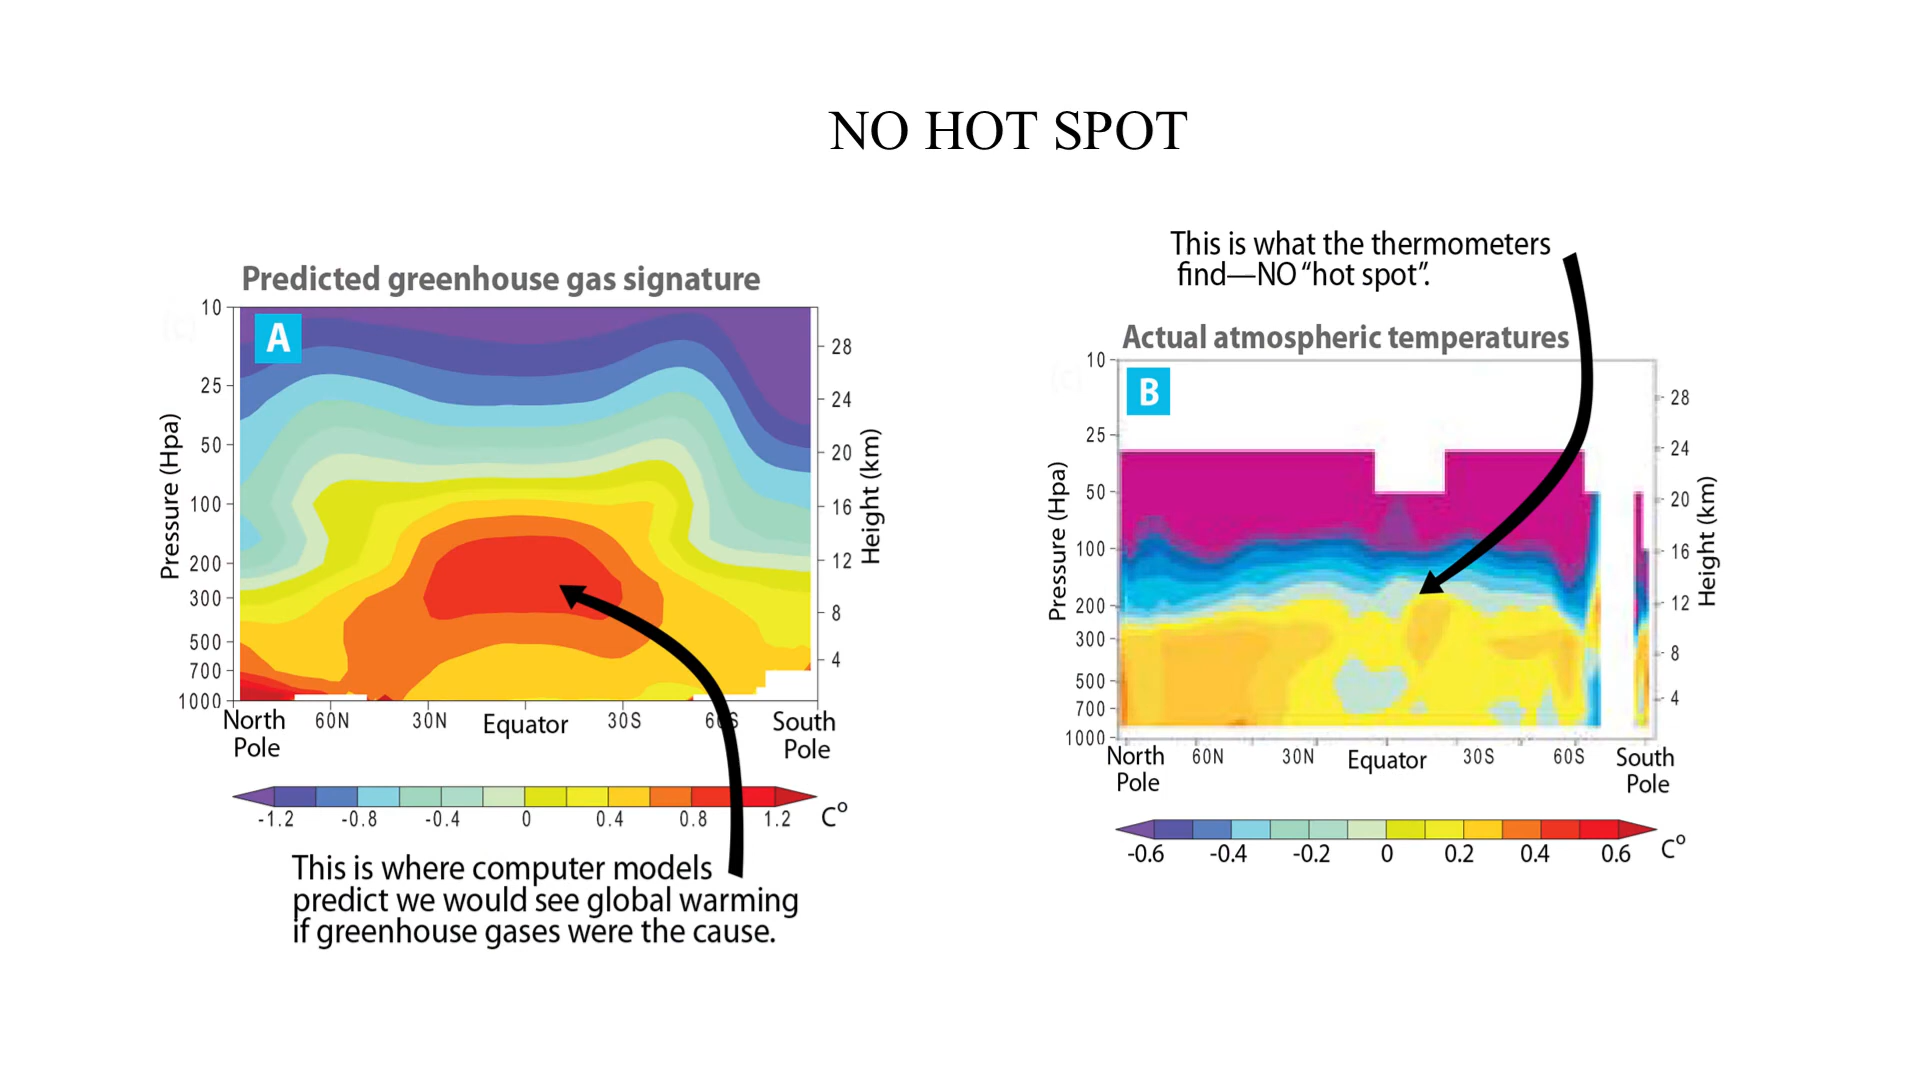 NO HOT SPOT
Predicted greenhouse gas signature
A
10
25
50
100
200
300
500
700
1000
Pressure (Hpa)
28
24
20
16
12
8
4
Height (km)
North Pole
60N
30N
Equator
30S
60S
South Pole
-1.2
-0.8
-0.4
0
0.4
0.8
1.2
Cº
This is where computer models
predict we would see global warming
if greenhouse gases were the cause.
This is what the thermometers
find—NO “hot spot”.
Actual atmospheric temperatures
B
10
25
50
100
200
300
500
700
1000
Pressure (Hpa)
28
24
20
16
12
8
4
Height (km)
North Pole
60N
30N
Equator
30S
60S
South Pole
-0.6
-0.4
-0.2
0
0.2
0.4
0.6
Cº